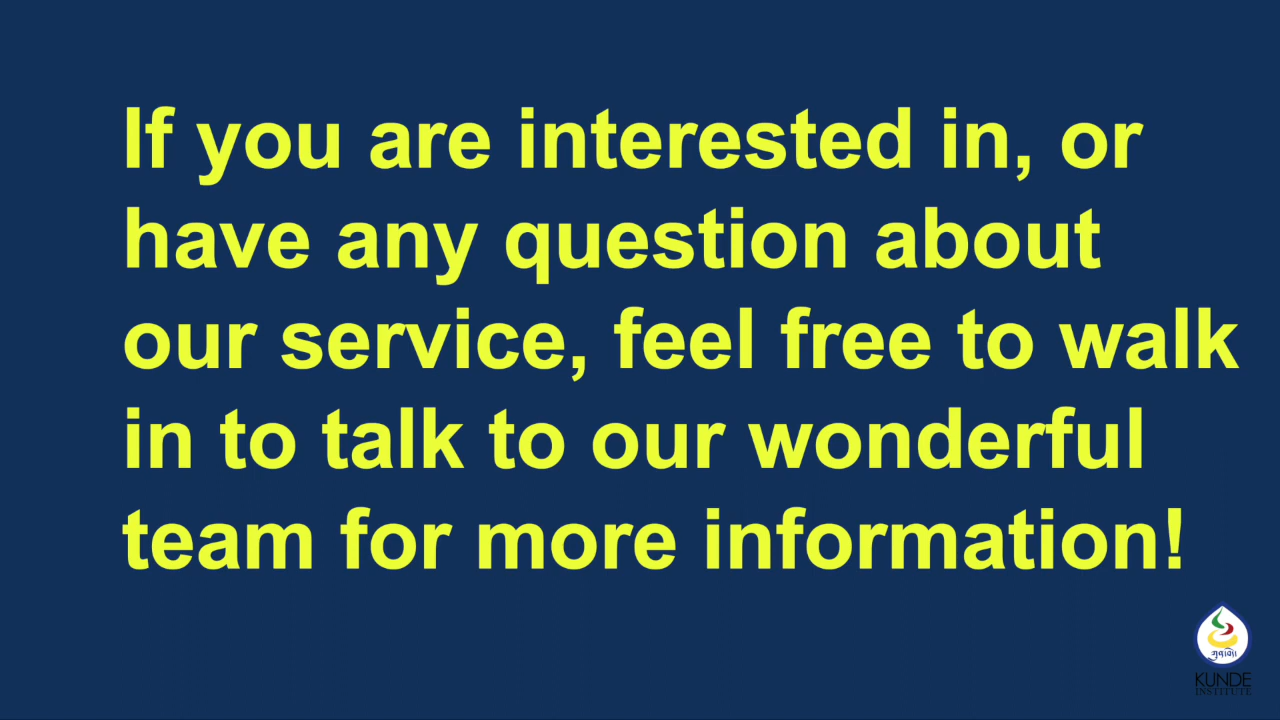 If you are interested in, or
have any question about
our service, feel free to walk
in to talk to our wonderful
team for more information!
KUNDE
INSTITUTE